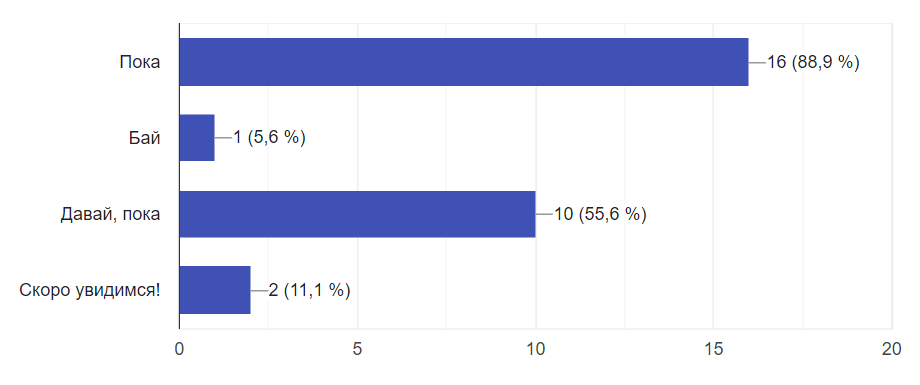 Пока
16 (88,9 %)
Бай
1 (5,6 %)
Давай, пока
10 (55,6 %)
Скоро увидимся!
2 (11,1 %)
0
5
10
15
20